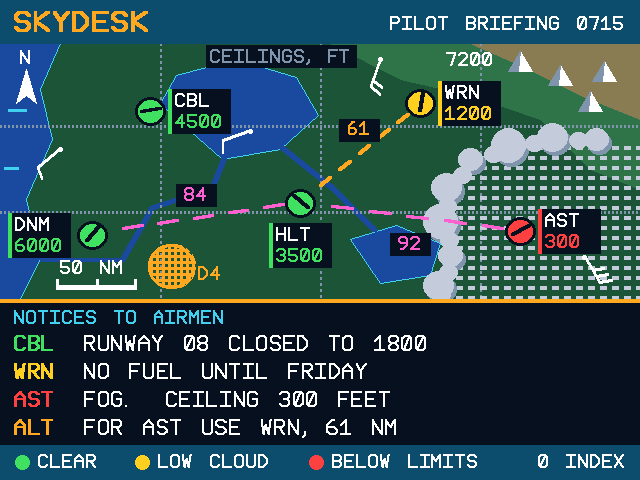 SKYDESK
PILOT BRIEFING 0715
N
CEILINGS, FT
7200
CBL
4500
WRN
1200
61
84
DNM
6000
HLT
3500
92
AST
300
50 NM
D4
NOTICES TO AIRMEN
CBL RUNWAY 08 CLOSED TO 1800
WRN NO FUEL UNTIL FRIDAY
AST FOG. CEILING 300 FEET
ALT FOR AST USE WRN, 61 NM
CLEAR LOW CLOUD BELOW LIMITS 0 INDEX